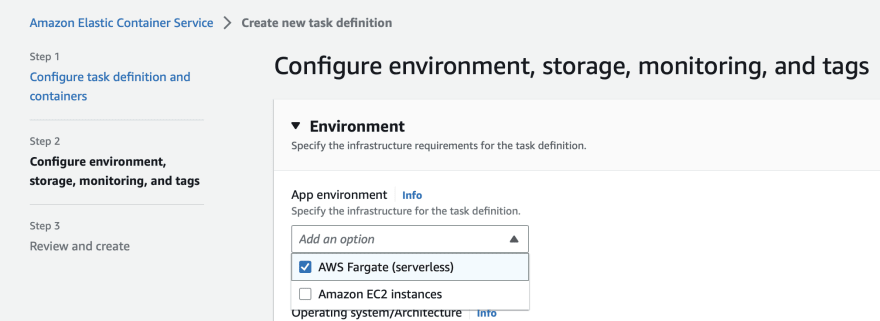 Amazon Elastic Container Service > Create new task definition
Step 1
Configure task definition and
containers
Step 2
Configure environment,
storage, monitoring, and tags
Step 3
Review and create
Configure environment, storage, monitoring, and tags
Environment
Specify the infrastructure requirements for the task definition.
App environment Info
Specify the infrastructure for the task definition.
Add an option
AWS Fargate (serverless)
Amazon EC2 instances
Operating system/Architecture Info